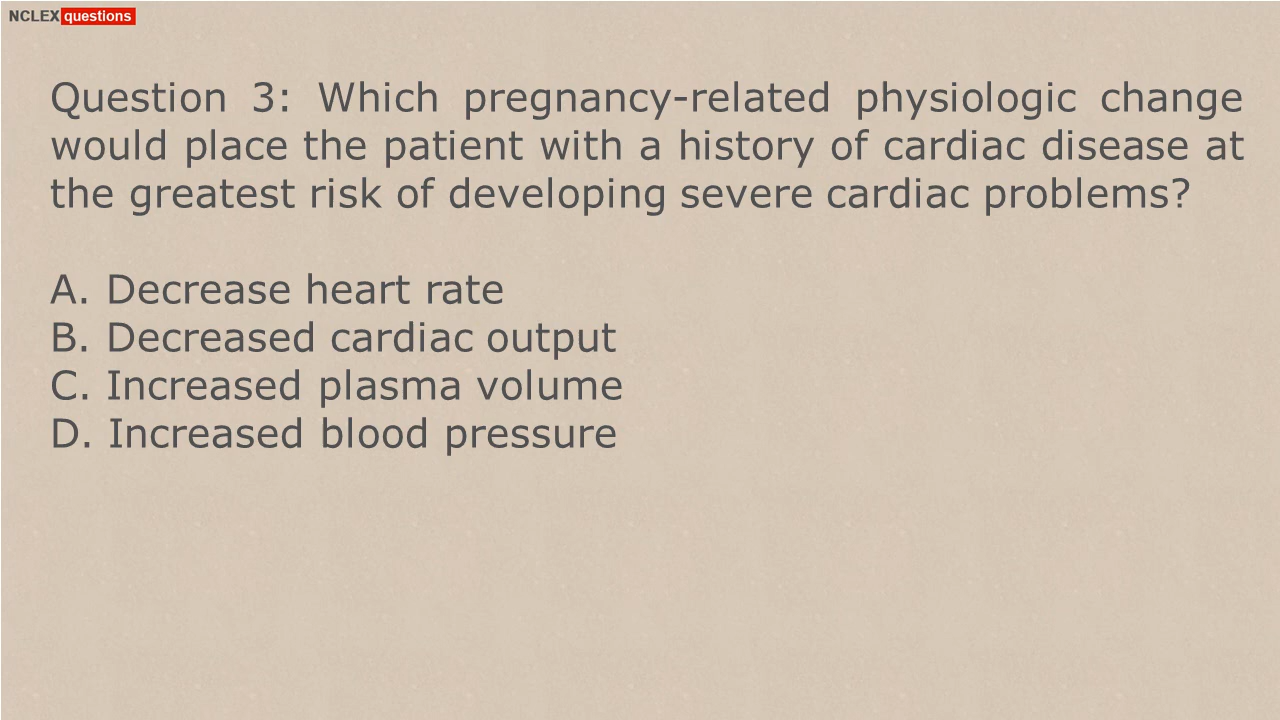 NCLEX questions
Question 3: Which pregnancy-related physiologic change
would place the patient with a history of cardiac disease at
the greatest risk of developing severe cardiac problems?
A. Decrease heart rate
B. Decreased cardiac output
C. Increased plasma volume
D. Increased blood pressure